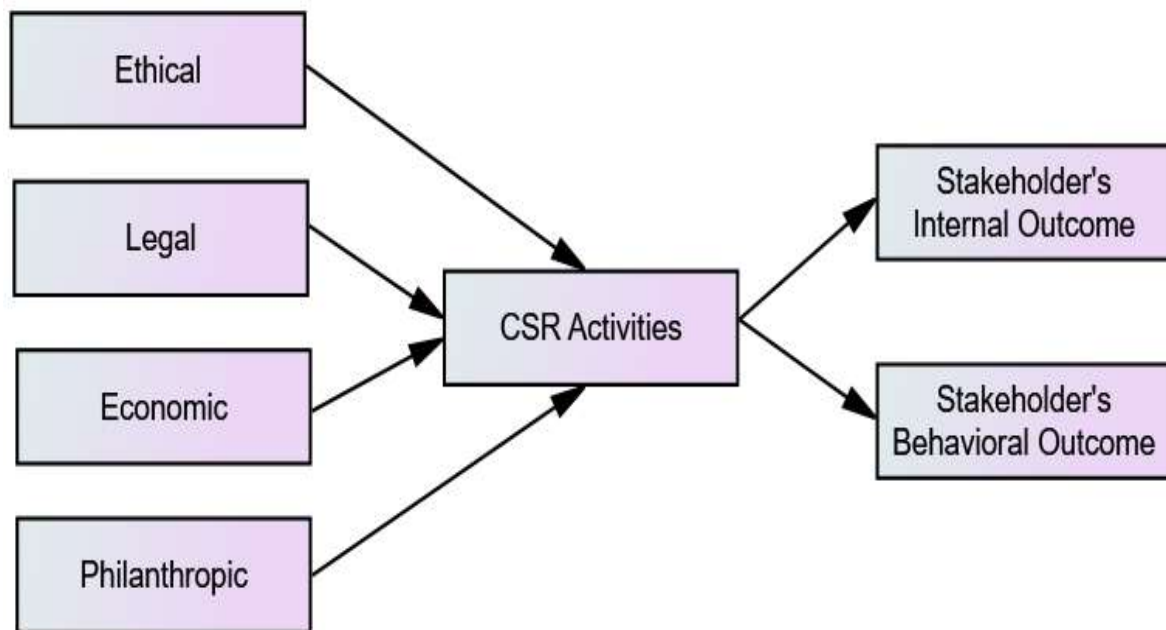 Ethical
Legal
Economic
Philanthropic
CSR Activities
Stakeholder's
Internal Outcome
Stakeholder's
Behavioral Outcome